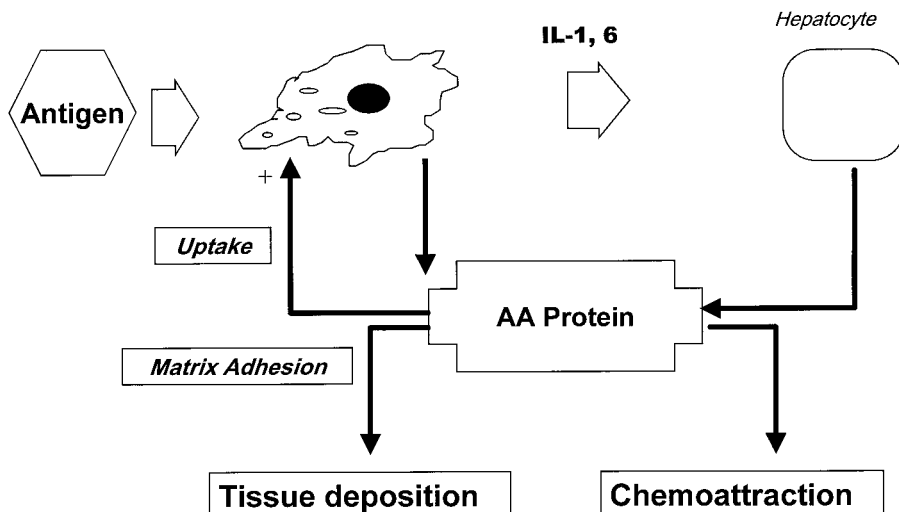 Hepatocyte
IL-1, 6
Antigen
+
Uptake
AA Protein
Matrix Adhesion
Tissue deposition
Chemoattraction